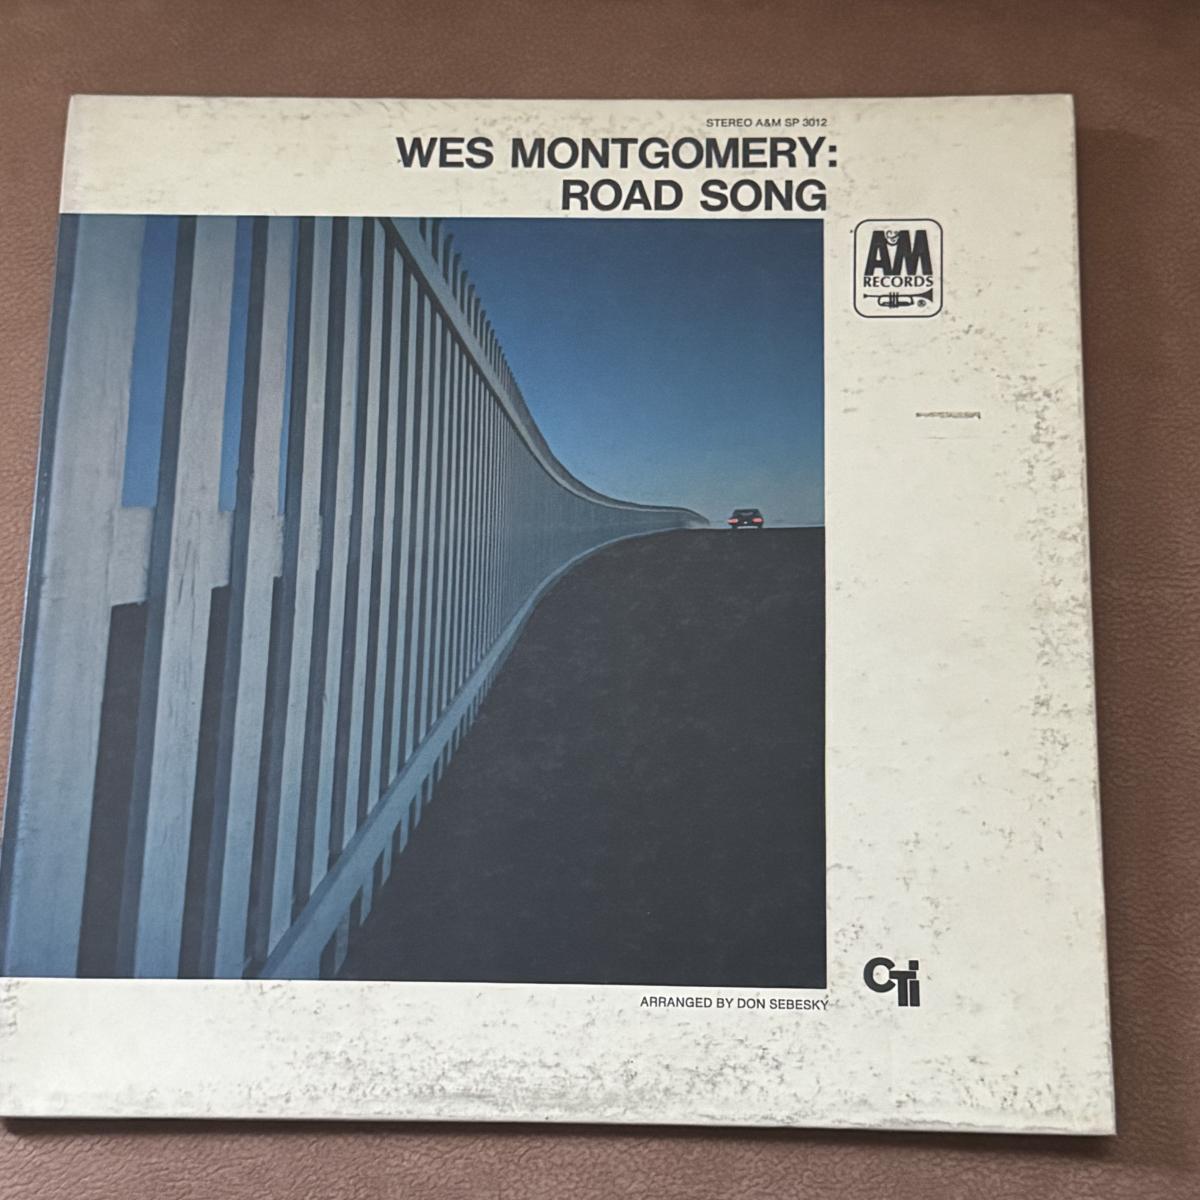 STEREO A&M SP 3012
WES MONTGOMERY:
ROAD SONG
A&M
RECORDS
®
ARRANGED BY DON SEBESKY
CTi